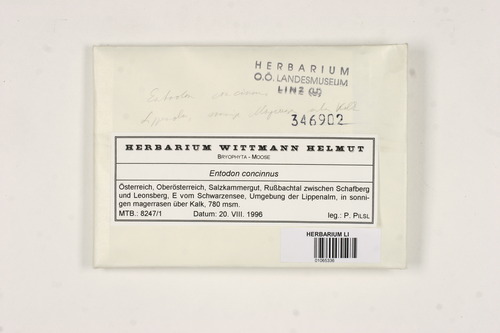 HERBARIUM
O.Ö. LANDESMUSEUM
LINZ (LI)
Entodon concinnus
346902
HERBARIUM WITTMANN HELMUT
BRYOPHYTA - MOOSE
Entodon concinnus
Österreich, Oberösterreich, Salzkammergut, Rußbachtal zwischen Schafberg
und Leonsberg, E vom Schwarzensee, Umgebung der Lippenalm, in sonni-
gen magerrasen über Kalk, 780 msm.
MTB.: 8247/1 Datum: 20. VIII. 1996 leg.: P. PILSL
HERBARIUM LI
01065336